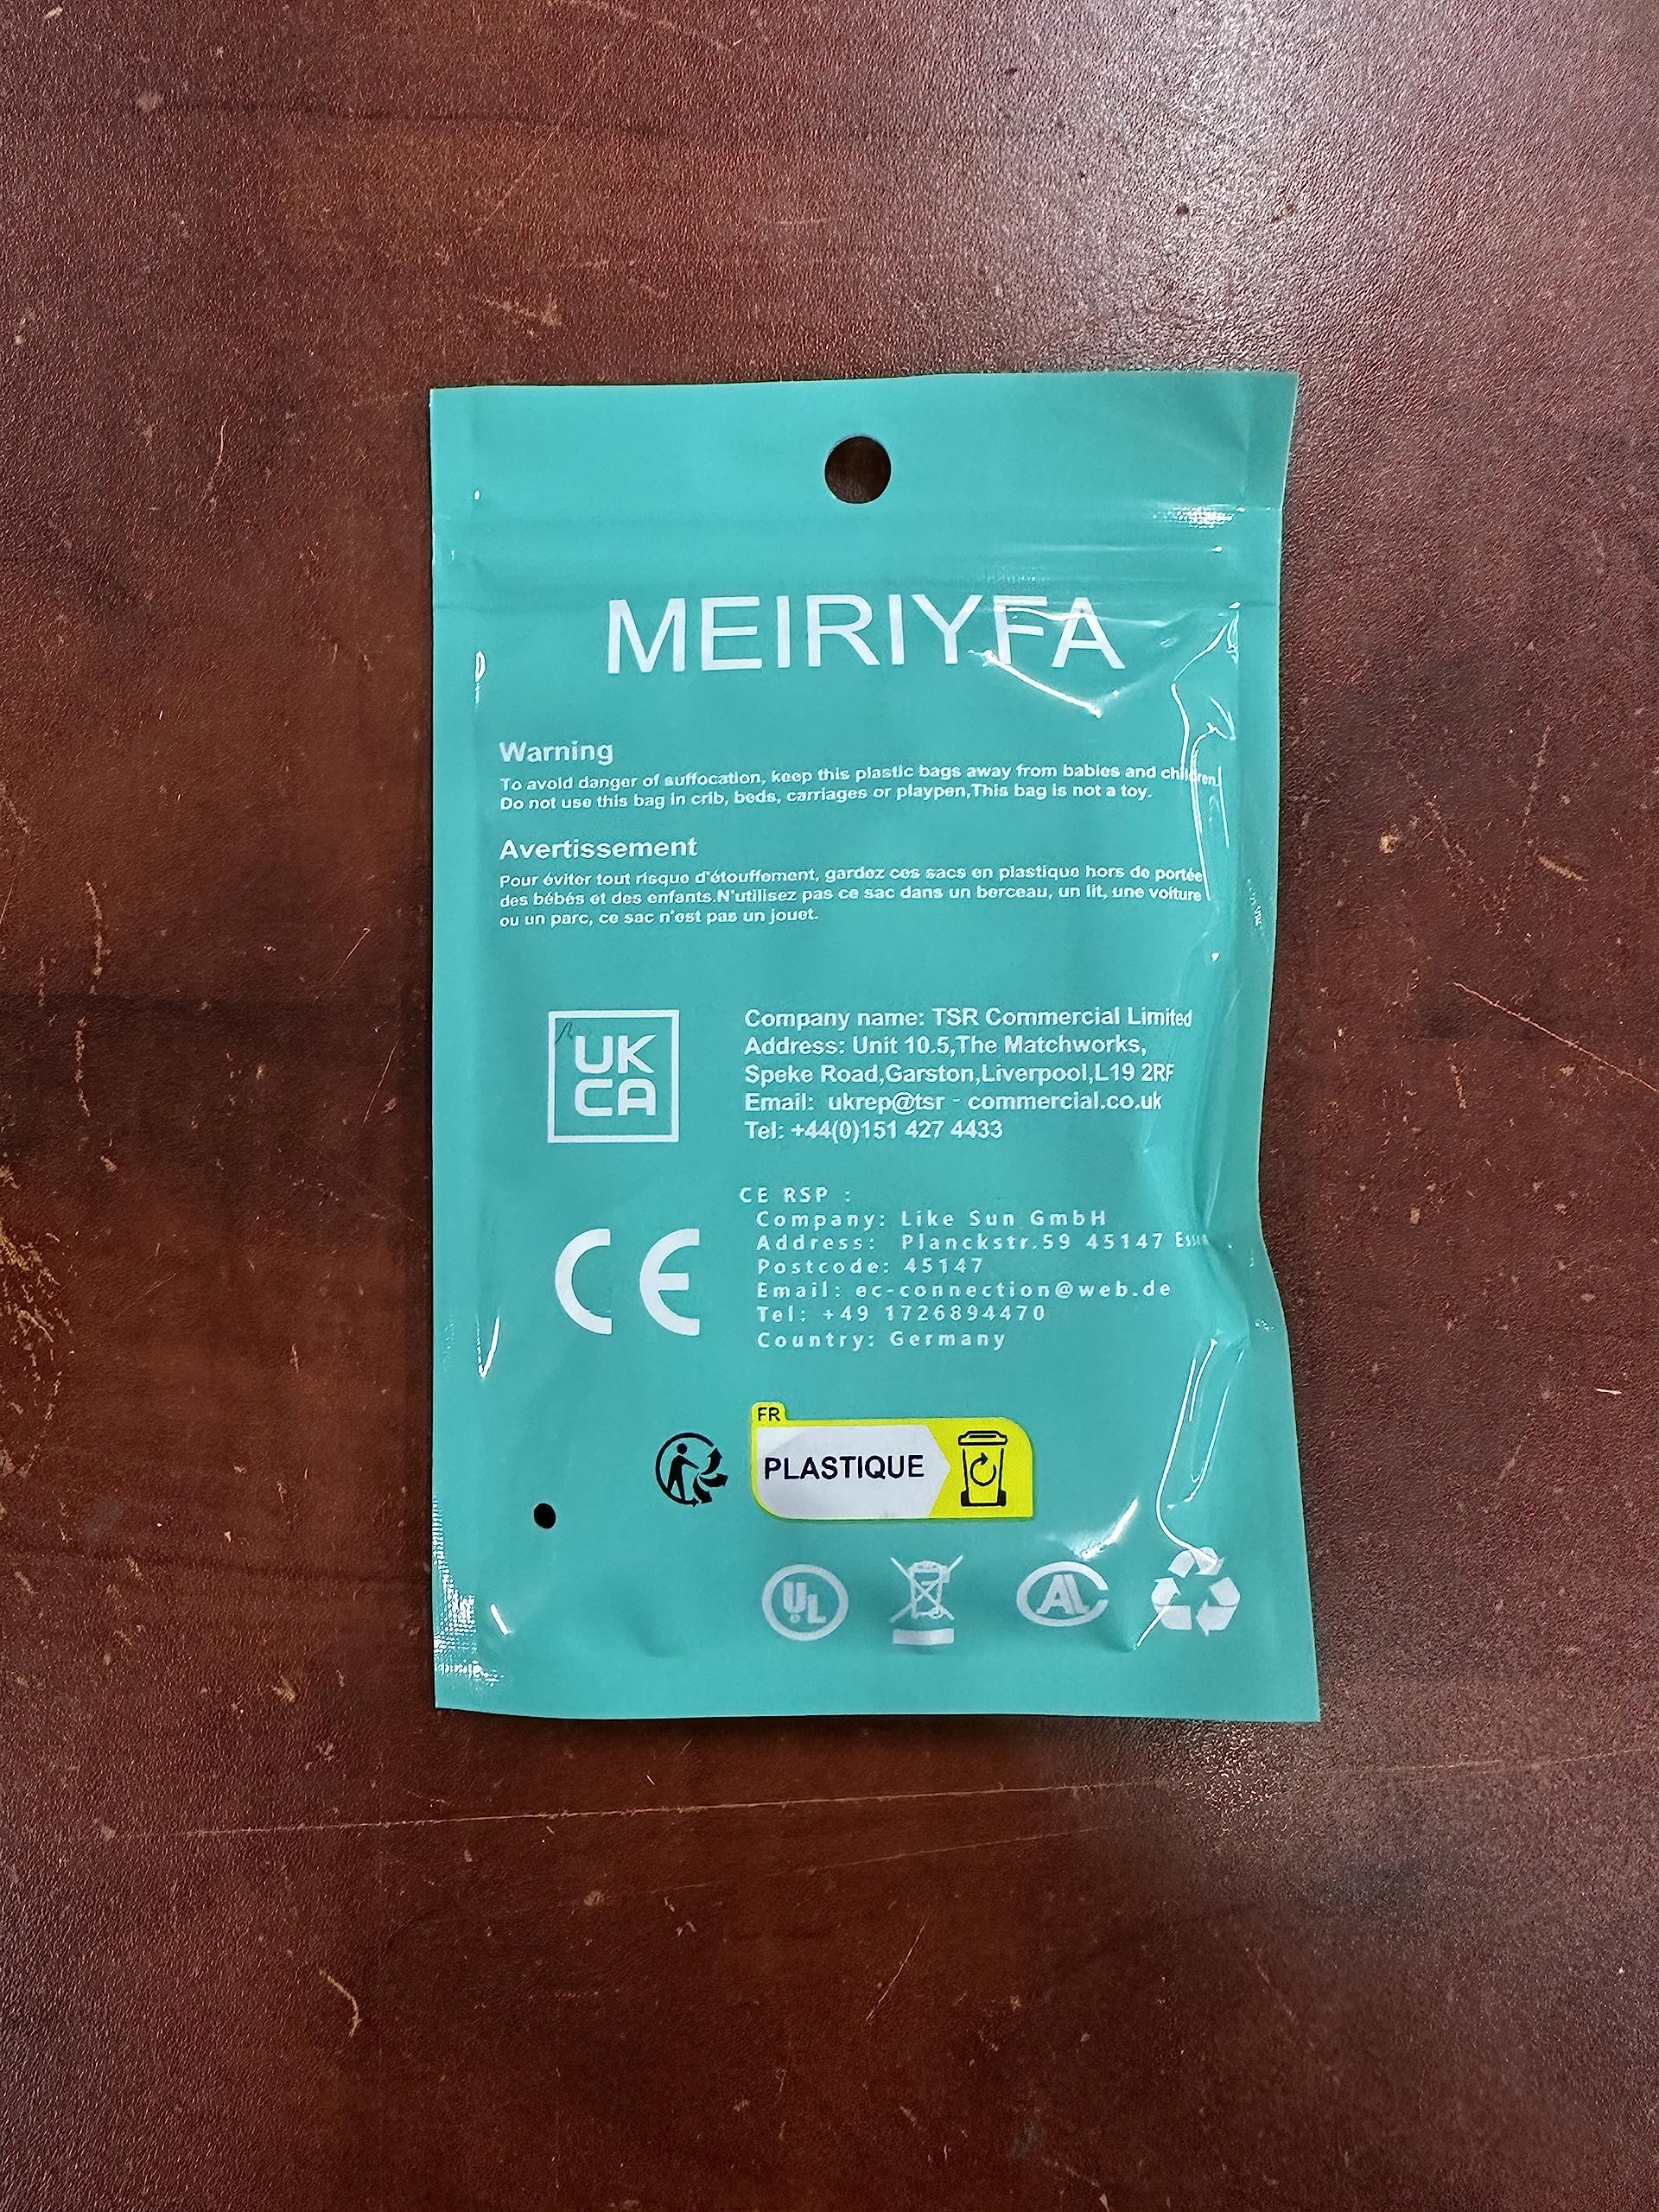 MEIRIYFA
Warning
To avoid danger of suffocation, keep this plastic bags away from babies and children.
Do not use this bag in crib, beds, carriages or playpen,This bag is not a toy.
Avertissement
Pour éviter tout risque d'étouffement, gardez ces sacs en plastique hors de portée
des bébés et des enfants.N'utilisez pas ce sac dans un berceau, un lit, une voiture
ou un parc, ce sac n'est pas un jouet.
UK
CA
Company name: TSR Commercial Limited
Address: Unit 10.5,The Matchworks,
Speke Road,Garston,Liverpool,L19 2RF
Email: ukrep@tsr - commercial.co.uk
Tel: +44(0)151 427 4433
CE
CE RSP :
Company: Like Sun GmbH
Address: Planckstr.59 45147 Essen
Postcode: 45147
Email: ec-connection@web.de
Tel: +49 1726894470
Country: Germany
FR
PLASTIQUE
UL